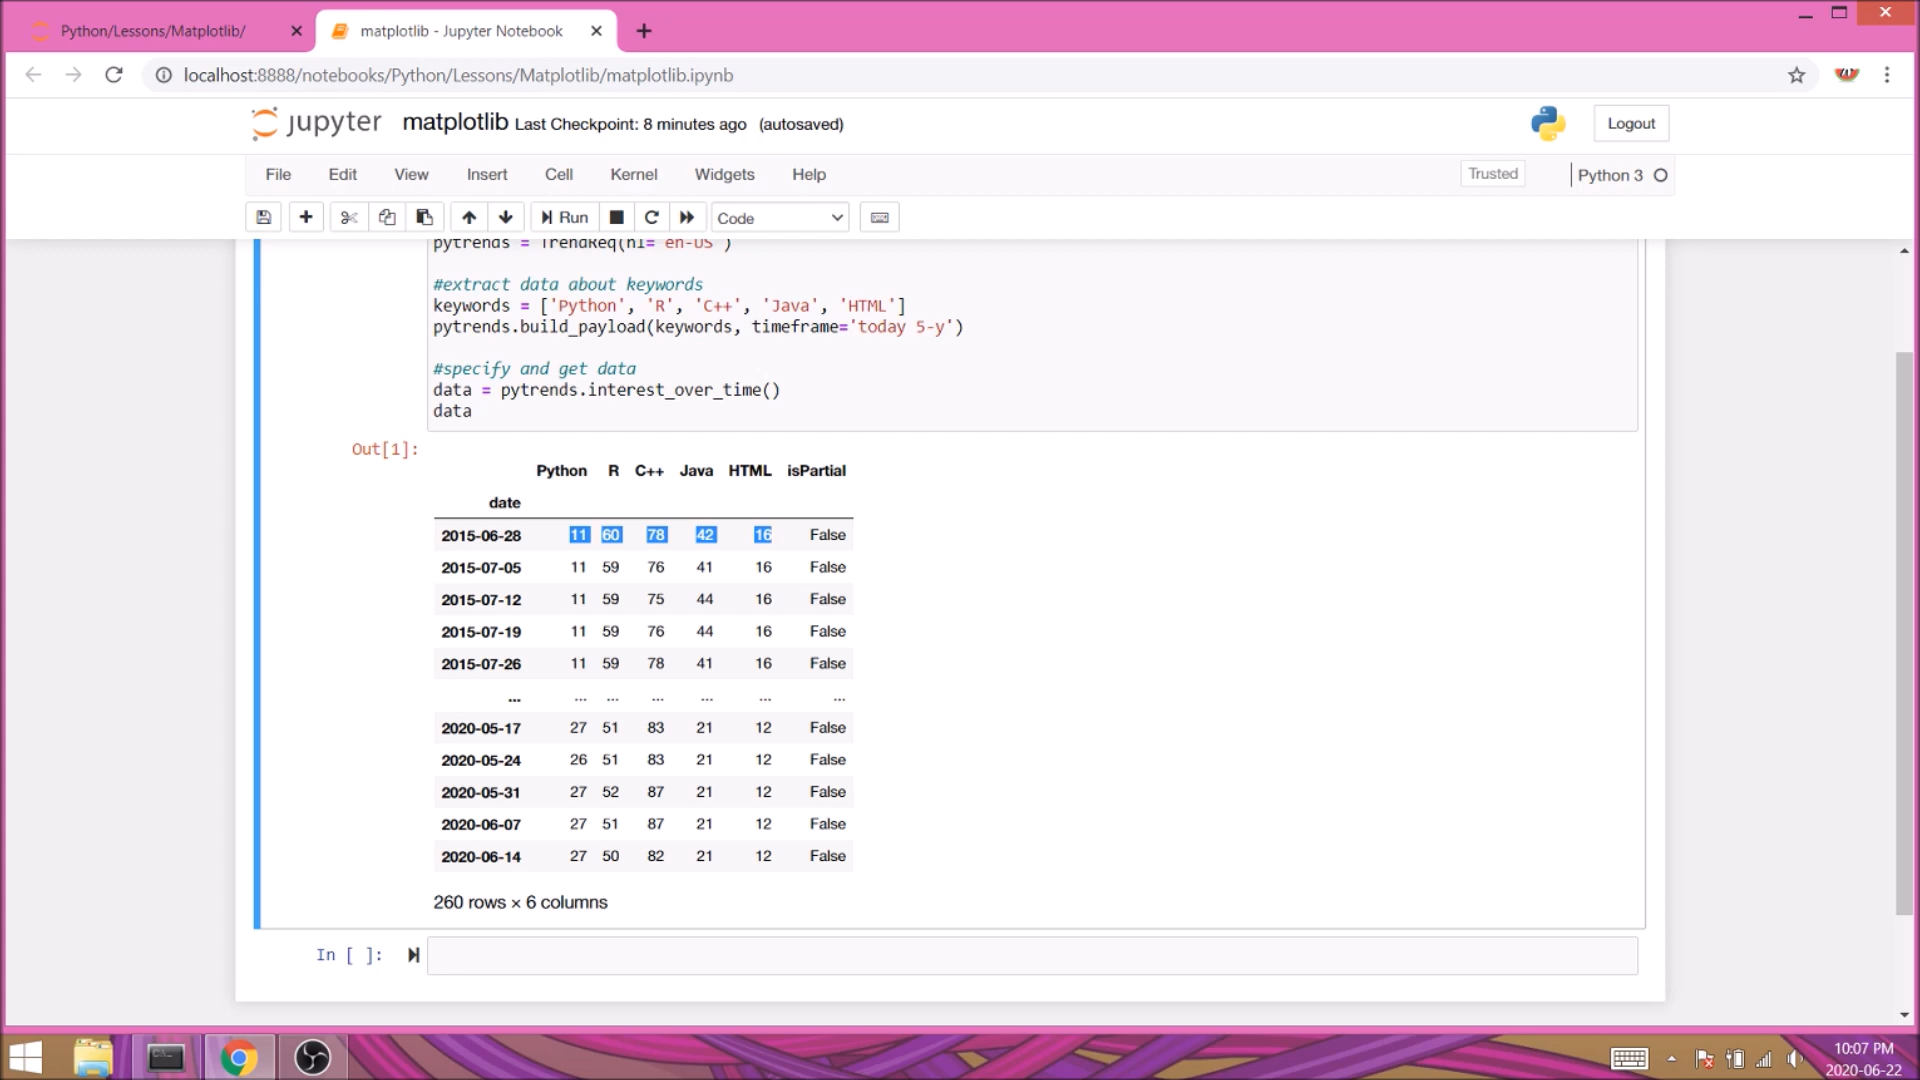 Python/Lessons/Matplotlib/
matplotlib - Jupyter Notebook
localhost:8888/notebooks/Python/Lessons/Matplotlib/matplotlib.ipynb
jupyter matplotlib Last Checkpoint: 8 minutes ago (autosaved)
Logout
File Edit View Insert Cell Kernel Widgets Help
Trusted
Python 3
Run
Code
pytrends = TrendReq(hl='en-US')
#extract data about keywords
keywords = ['Python', 'R', 'C++', 'Java', 'HTML']
pytrends.build_payload(keywords, timeframe='today 5-y')
#specify and get data
data = pytrends.interest_over_time()
data
Out[1]:
Python R C++ Java HTML isPartial
date
2015-06-28 11 60 78 42 16 False
2015-07-05 11 59 76 41 16 False
2015-07-12 11 59 75 44 16 False
2015-07-19 11 59 76 44 16 False
2015-07-26 11 59 78 41 16 False
... ... ... ... ... ... ...
2020-05-17 27 51 83 21 12 False
2020-05-24 26 51 83 21 12 False
2020-05-31 27 52 87 21 12 False
2020-06-07 27 51 87 21 12 False
2020-06-14 27 50 82 21 12 False
260 rows × 6 columns
In [ ]:
10:07 PM
2020-06-22